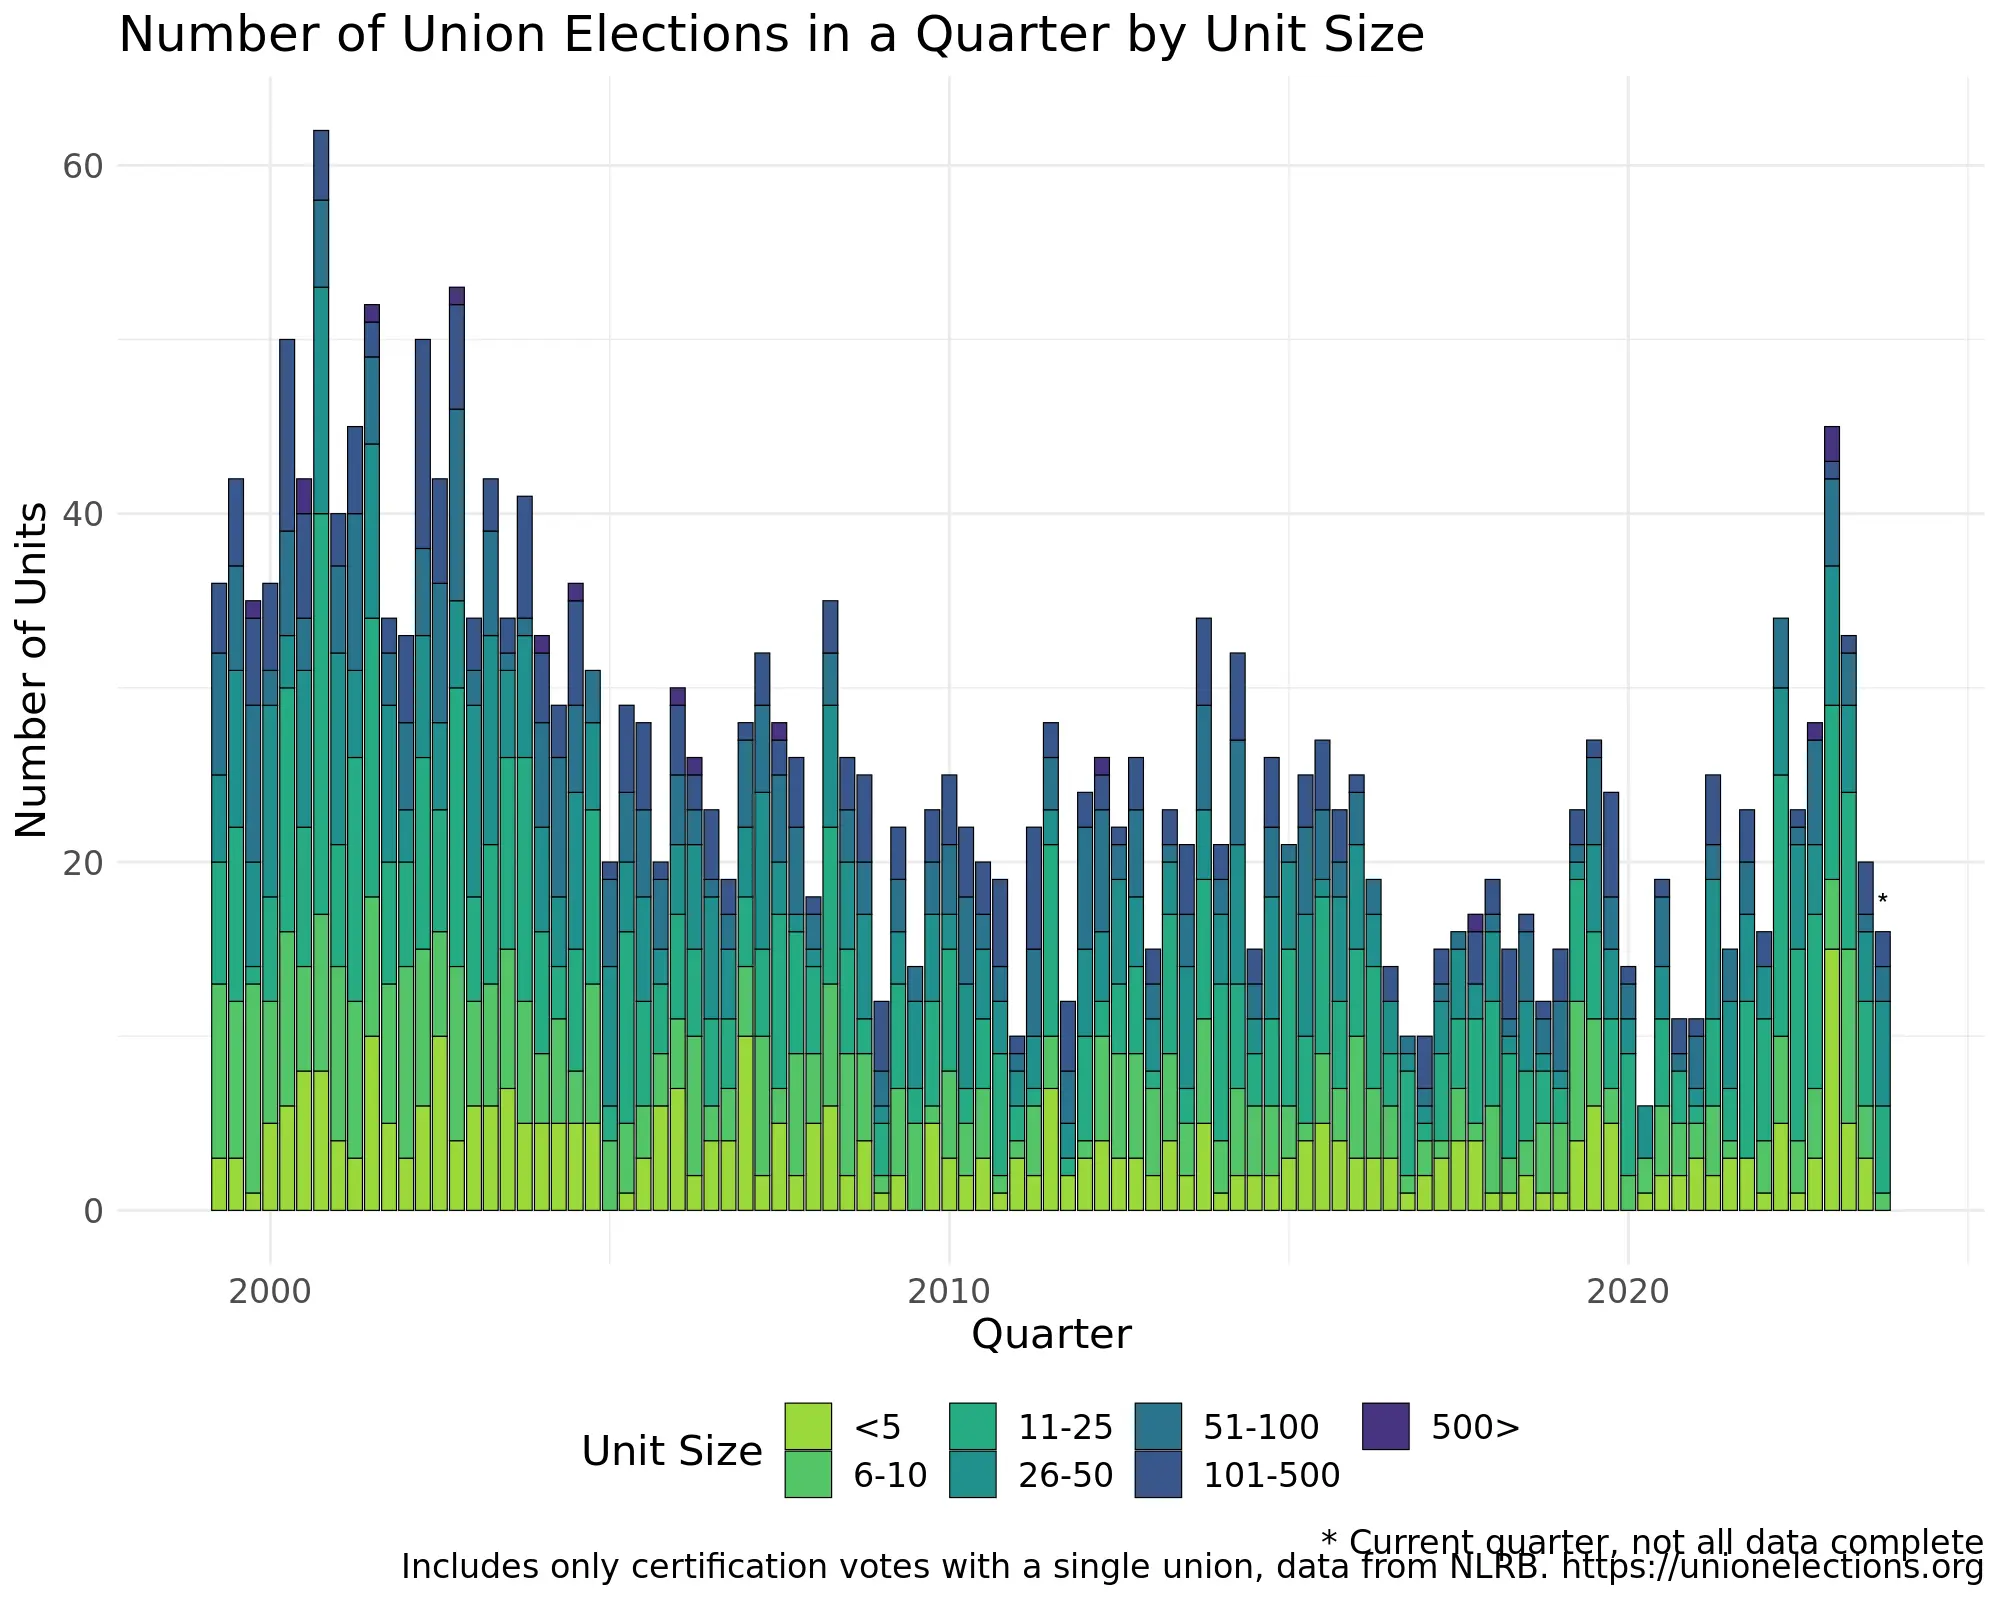 Number of Union Elections in a Quarter by Unit Size
Number of Units
60
40
20
0
*
2000
2010
2020
Quarter
Unit Size
<5
11-25
51-100
500>
6-10
26-50
101-500
* Current quarter, not all data complete
Includes only certification votes with a single union, data from NLRB. https://unionelections.org